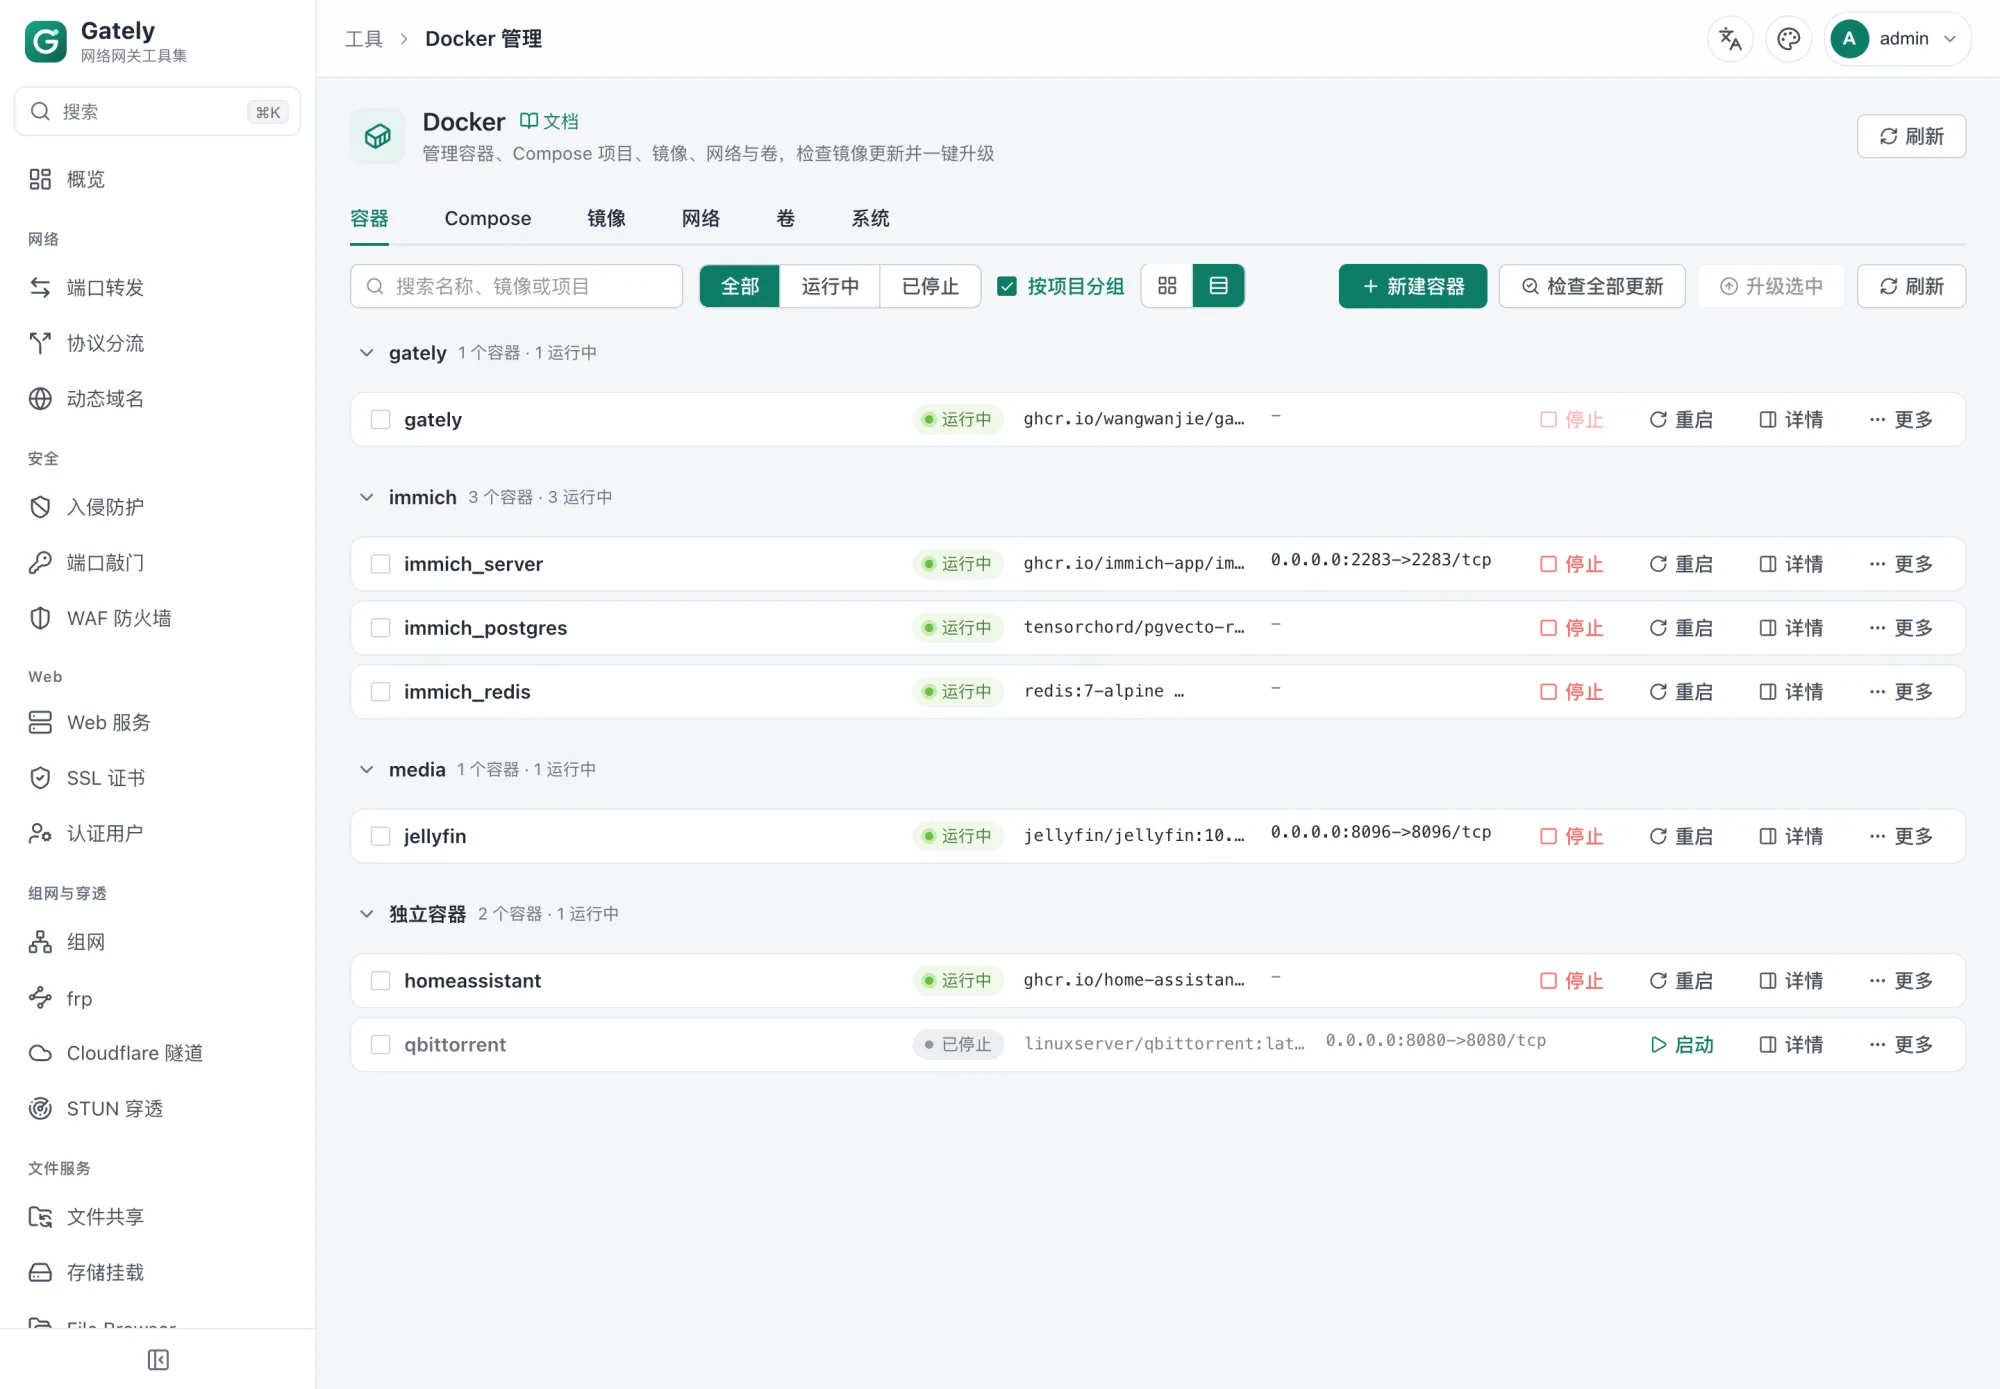 Gately
网络网关工具集
搜索 ⌘K
概览
网络
端口转发
协议分流
动态域名
安全
入侵防护
端口敲门
WAF 防火墙
Web
Web 服务
SSL 证书
认证用户
组网与穿透
组网
frp
Cloudflare 隧道
STUN 穿透
文件服务
文件共享
存储挂载
File Browser
工具 > Docker 管理
A admin
Docker 文档
管理容器、Compose 项目、镜像、网络与卷，检查镜像更新并一键升级
刷新
容器 Compose 镜像 网络 卷 系统
搜索名称、镜像或项目 全部 运行中 已停止 按项目分组 + 新建容器 检查全部更新 升级选中 刷新
gately 1 个容器 · 1 运行中
gately 运行中 ghcr.io/wangwanjie/ga… – 停止 重启 详情 ··· 更多
immich 3 个容器 · 3 运行中
immich_server 运行中 ghcr.io/immich-app/im… 0.0.0.0:2283->2283/tcp 停止 重启 详情 ··· 更多
immich_postgres 运行中 tensorchord/pgvecto-r… – 停止 重启 详情 ··· 更多
immich_redis 运行中 redis:7-alpine … – 停止 重启 详情 ··· 更多
media 1 个容器 · 1 运行中
jellyfin 运行中 jellyfin/jellyfin:10.… 0.0.0.0:8096->8096/tcp 停止 重启 详情 ··· 更多
独立容器 2 个容器 · 1 运行中
homeassistant 运行中 ghcr.io/home-assistan… – 停止 重启 详情 ··· 更多
qbittorrent 已停止 linuxserver/qbittorrent:lat… 0.0.0.0:8080->8080/tcp 启动 详情 ··· 更多